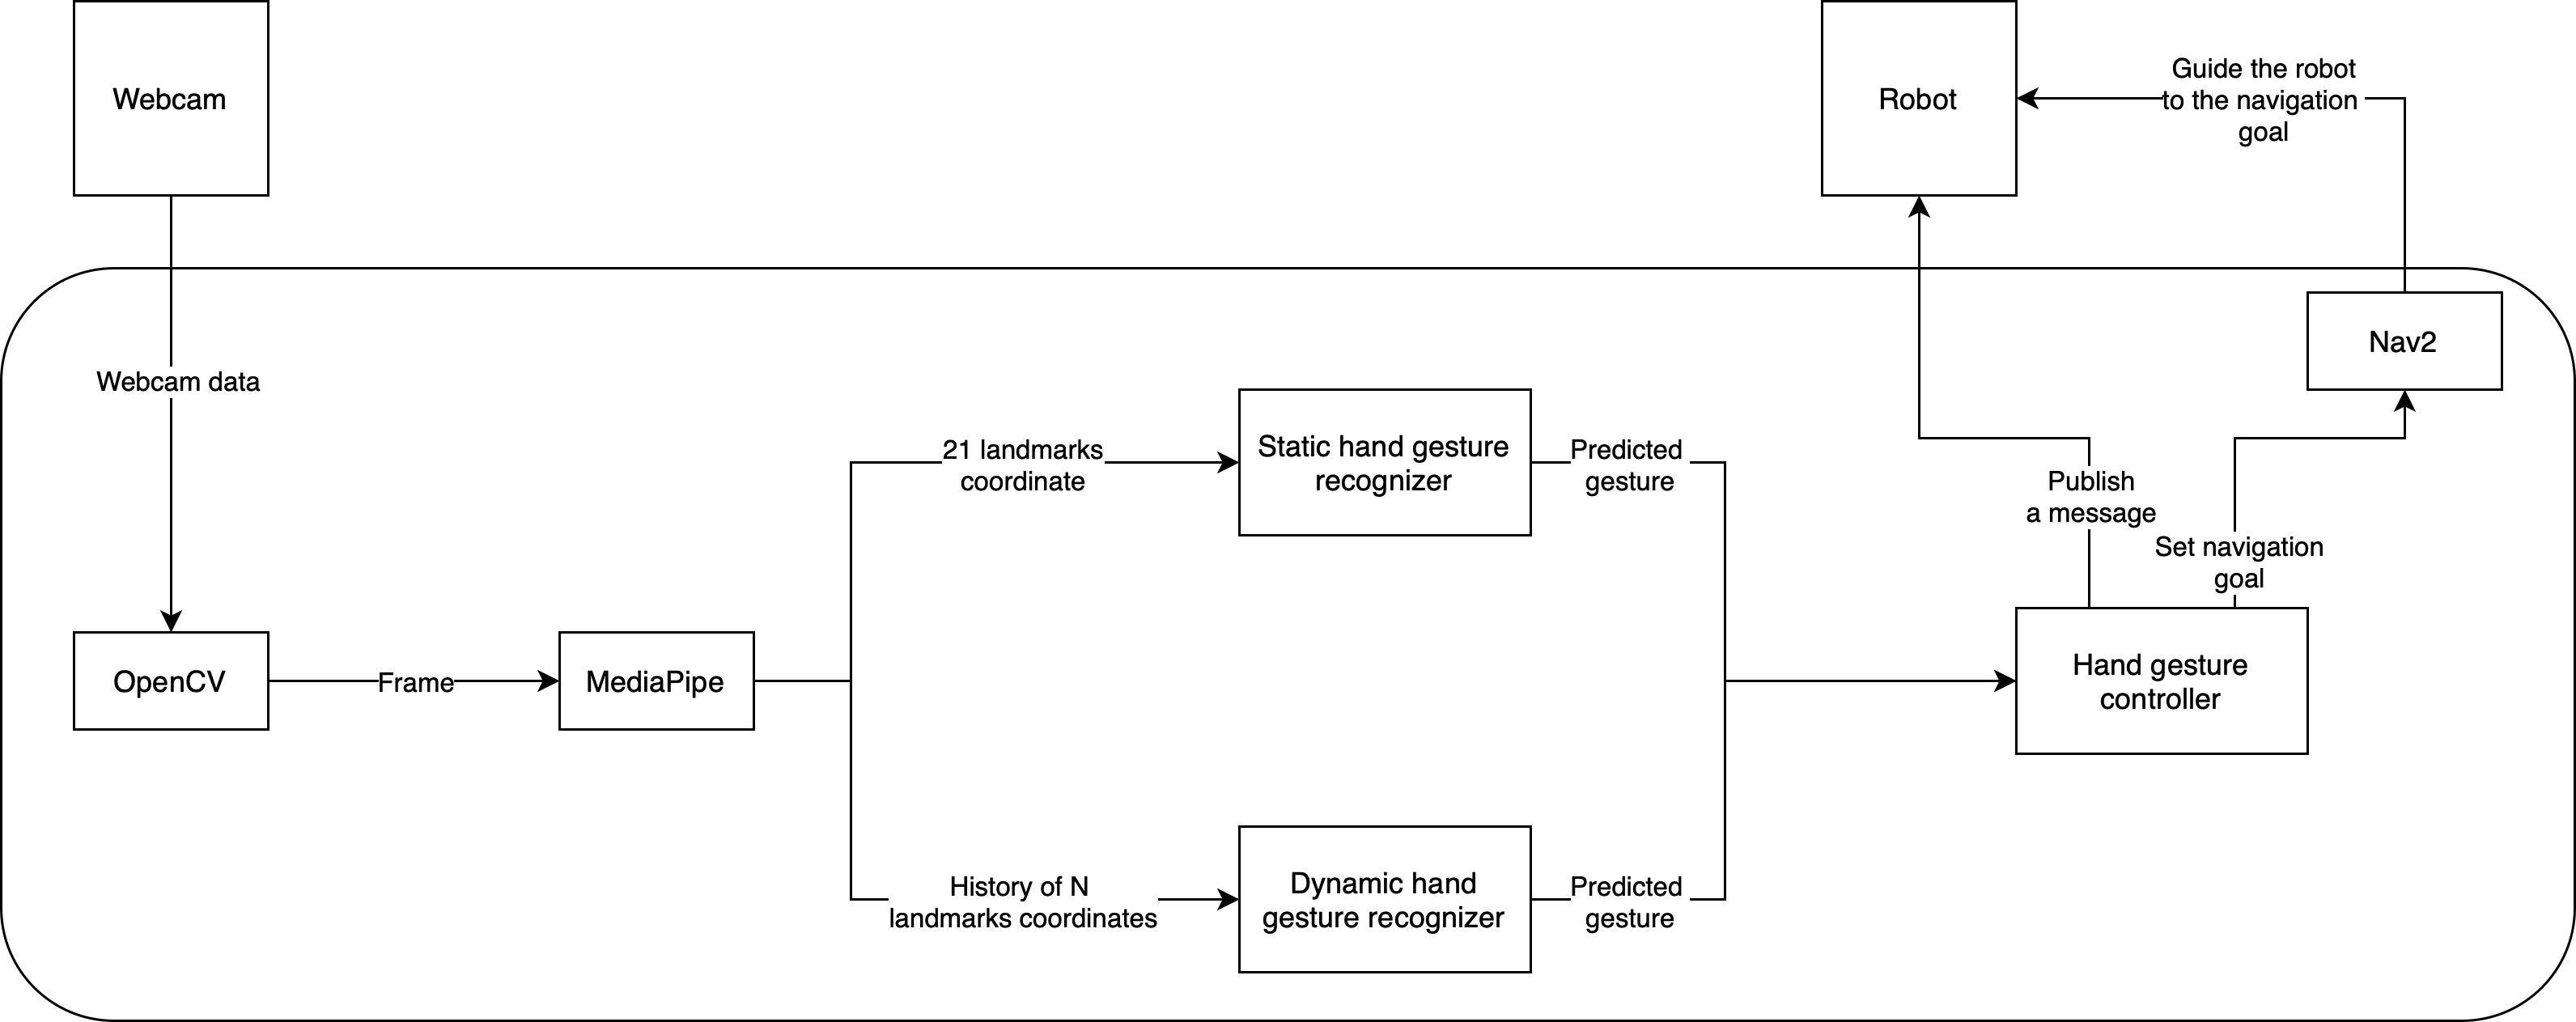 Webcam
Robot
Guide the robot
to the navigation
goal
Nav2
Webcam data
21 landmarks
coordinate
Static hand gesture
recognizer
Predicted
gesture
Publish
a message
Set navigation
goal
OpenCV
Frame
MediaPipe
Hand gesture
controller
History of N
landmarks coordinates
Dynamic hand
gesture recognizer
Predicted
gesture